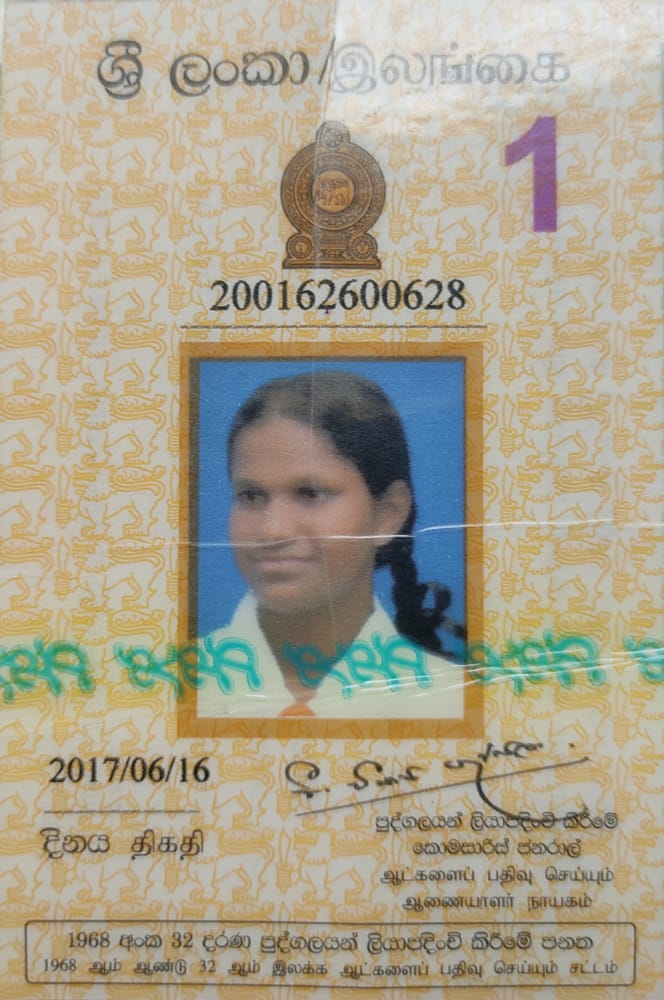 ශ්‍රී ලංකා/இலங்கை
1
200162600628
2017/06/16
දිනය திகதி
පුද්ගලයන් ලියාපදිංචි කිරීමේ
කොමසාරිස් ජනරාල්
ஆட்களைப் பதிவு செய்யும்
ஆணையாளர் நாயகம்
1968 අංක 32 දරණ පුද්ගලයන් ලියාපදිංචි කිරීමේ පනත
1968 ஆம் ஆண்டு 32 ஆம் இலக்க ஆட்களைப் பதிவு செய்யும் சட்டம்